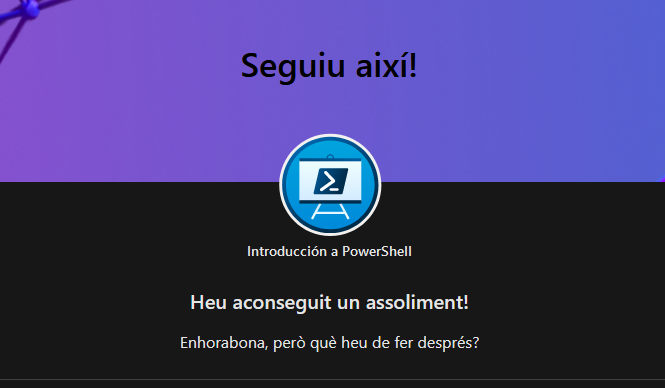 Seguiu així!
Introducción a PowerShell
Heu aconseguit un assoliment!
Enhorabona, però què heu de fer després?